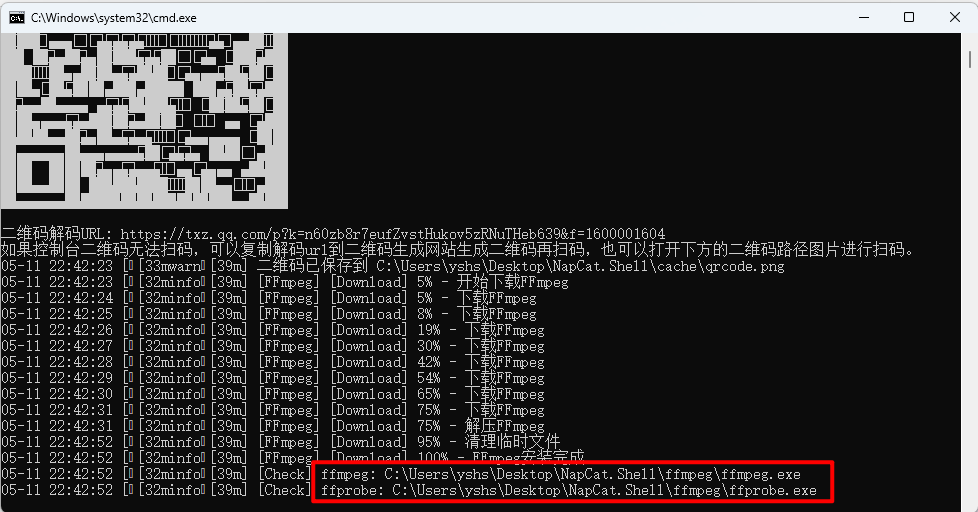 C:\Windows\system32\cmd.exe
二维码解码URL: https://txz.qq.com/p?k=n60zb8r7eufZvstHukov5zRNuTHeb639&f=1600001604
如果控制台二维码无法扫码，可以复制解码url到二维码生成网站生成二维码再扫码，也可以打开下方的二维码路径图片进行扫码。
05-11 22:42:23 [[33mwarn[39m] 二维码已保存到 C:\Users\yshs\Desktop\NapCat.Shell\cache\qrcode.png
05-11 22:42:23 [[32minfo[39m] [FFmpeg] [Download] 5% - 开始下载FFmpeg
05-11 22:42:24 [[32minfo[39m] [FFmpeg] [Download] 5% - 下载FFmpeg
05-11 22:42:25 [[32minfo[39m] [FFmpeg] [Download] 8% - 下载FFmpeg
05-11 22:42:26 [[32minfo[39m] [FFmpeg] [Download] 19% - 下载FFmpeg
05-11 22:42:27 [[32minfo[39m] [FFmpeg] [Download] 30% - 下载FFmpeg
05-11 22:42:28 [[32minfo[39m] [FFmpeg] [Download] 42% - 下载FFmpeg
05-11 22:42:29 [[32minfo[39m] [FFmpeg] [Download] 54% - 下载FFmpeg
05-11 22:42:30 [[32minfo[39m] [FFmpeg] [Download] 65% - 下载FFmpeg
05-11 22:42:31 [[32minfo[39m] [FFmpeg] [Download] 75% - 下载FFmpeg
05-11 22:42:31 [[32minfo[39m] [FFmpeg] [Download] 75% - 解压FFmpeg
05-11 22:42:52 [[32minfo[39m] [FFmpeg] [Download] 95% - 清理临时文件
05-11 22:42:52 [[32minfo[39m] [FFmpeg] [Download] 100% - FFmpeg安装完成
05-11 22:42:52 [[32minfo[39m] [Check] ffmpeg: C:\Users\yshs\Desktop\NapCat.Shell\ffmpeg\ffmpeg.exe
05-11 22:42:52 [[32minfo[39m] [Check] ffprobe: C:\Users\yshs\Desktop\NapCat.Shell\ffmpeg\ffprobe.exe